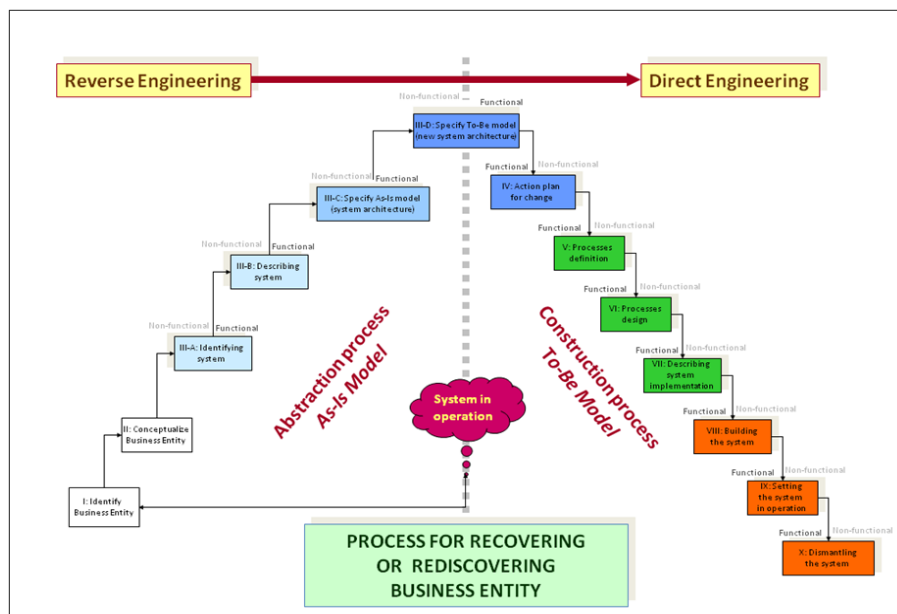 Reverse Engineering
Direct Engineering
Non-functional
Functional
III-D: Specify To-Be model
(new system architecture)
Non-functional
Functional
III-C: Specify As-Is model
(system architecture)
Functional
Non-functional
IV: Action plan
for change
Non-functional
Functional
III-B: Describing
system
Functional
Non-functional
V: Processes
definition
Functional
Non-functional
VI: Processes
design
Non-functional
Functional
III-A: Identifying
system
Functional
Non-functional
VII: Describing
system
implementation
Abstraction process
As-Is Model
Construction process
To-Be Model
System in
operation
II: Conceptualize
Business Entity
Functional
Non-functional
VIII: Building
the system
I: Identify
Business Entity
Functional
Non-functional
IX: Setting
the system
in operation
Functional
Non-functional
X: Dismantling
the system
PROCESS FOR RECOVERING
OR REDISCOVERING
BUSINESS ENTITY